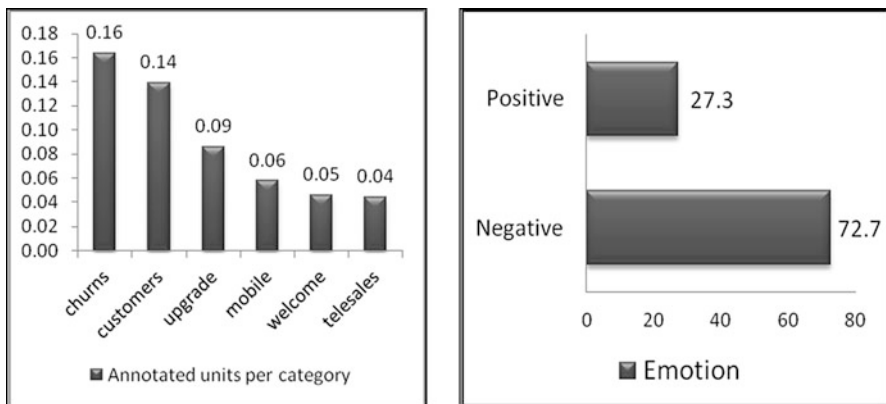 0.18
0.16
0.14
0.12
0.10
0.08
0.06
0.04
0.02
0.00
0.16
0.14
0.09
0.06
0.05
0.04
churns
customers
upgrade
mobile
welcome
telesales
Annotated units per category
Positive
27.3
Negative
72.7
0 20 40 60 80
Emotion